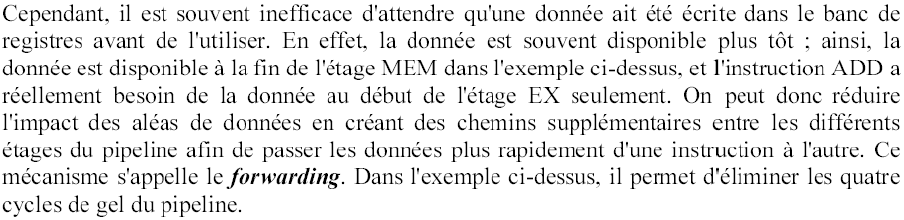 Cependant, il est souvent inefficace d'attendre qu'une donnée ait été écrite dans le banc de
registres avant de l'utiliser. En effet, la donnée est souvent disponible plus tôt ; ainsi, la
donnée est disponible à la fin de l'étage MEM dans l'exemple ci-dessus, et l'instruction ADD a
réellement besoin de la donnée au début de l'étage EX seulement. On peut donc réduire
l'impact des aléas de données en créant des chemins supplémentaires entre les différents
étages du pipeline afin de passer les données plus rapidement d'une instruction à l'autre. Ce
mécanisme s'appelle le forwarding. Dans l'exemple ci-dessus, il permet d'éliminer les quatre
cycles de gel du pipeline.